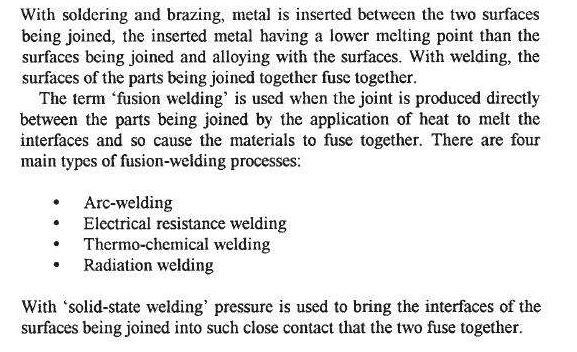 With soldering and brazing, metal is inserted between the two surfaces
being joined, the inserted metal having a lower melting point than the
surfaces being joined and alloying with the surfaces. With welding, the
surfaces of the parts being joined together fuse together.
The term ‘fusion welding’ is used when the joint is produced directly
between the parts being joined by the application of heat to melt the
interfaces and so cause the materials to fuse together. There are four
main types of fusion-welding processes:
• Arc-welding
• Electrical resistance welding
• Thermo-chemical welding
• Radiation welding
With ‘solid-state welding’ pressure is used to bring the interfaces of the
surfaces being joined into such close contact that the two fuse together.